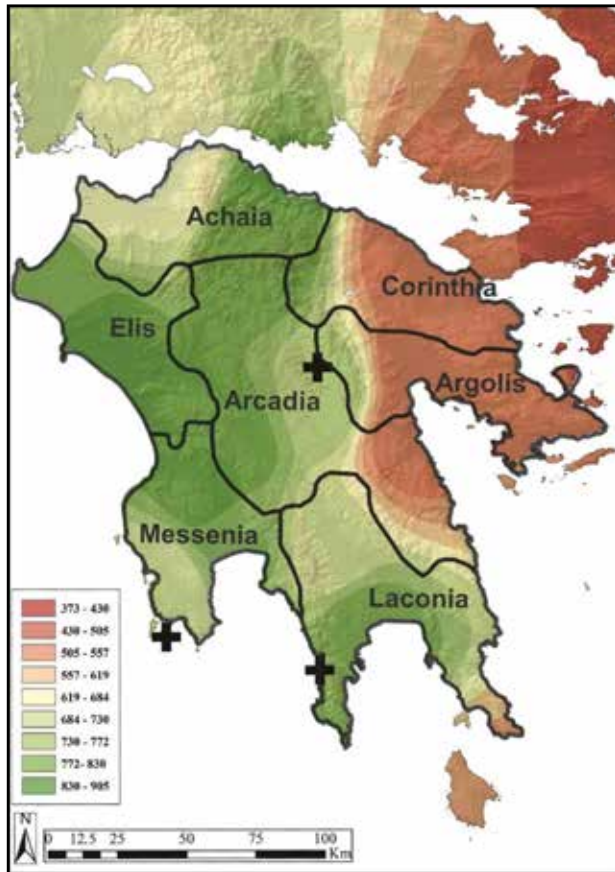 Achaia
Corinthia
Elis
Argolis
Arcadia
Messenia
Laconia
373 - 430
430 - 505
505 - 557
557 - 619
619 - 684
684 - 730
730 - 772
772- 830
830 - 905
N
0 12.5 25 50 75 100
Km